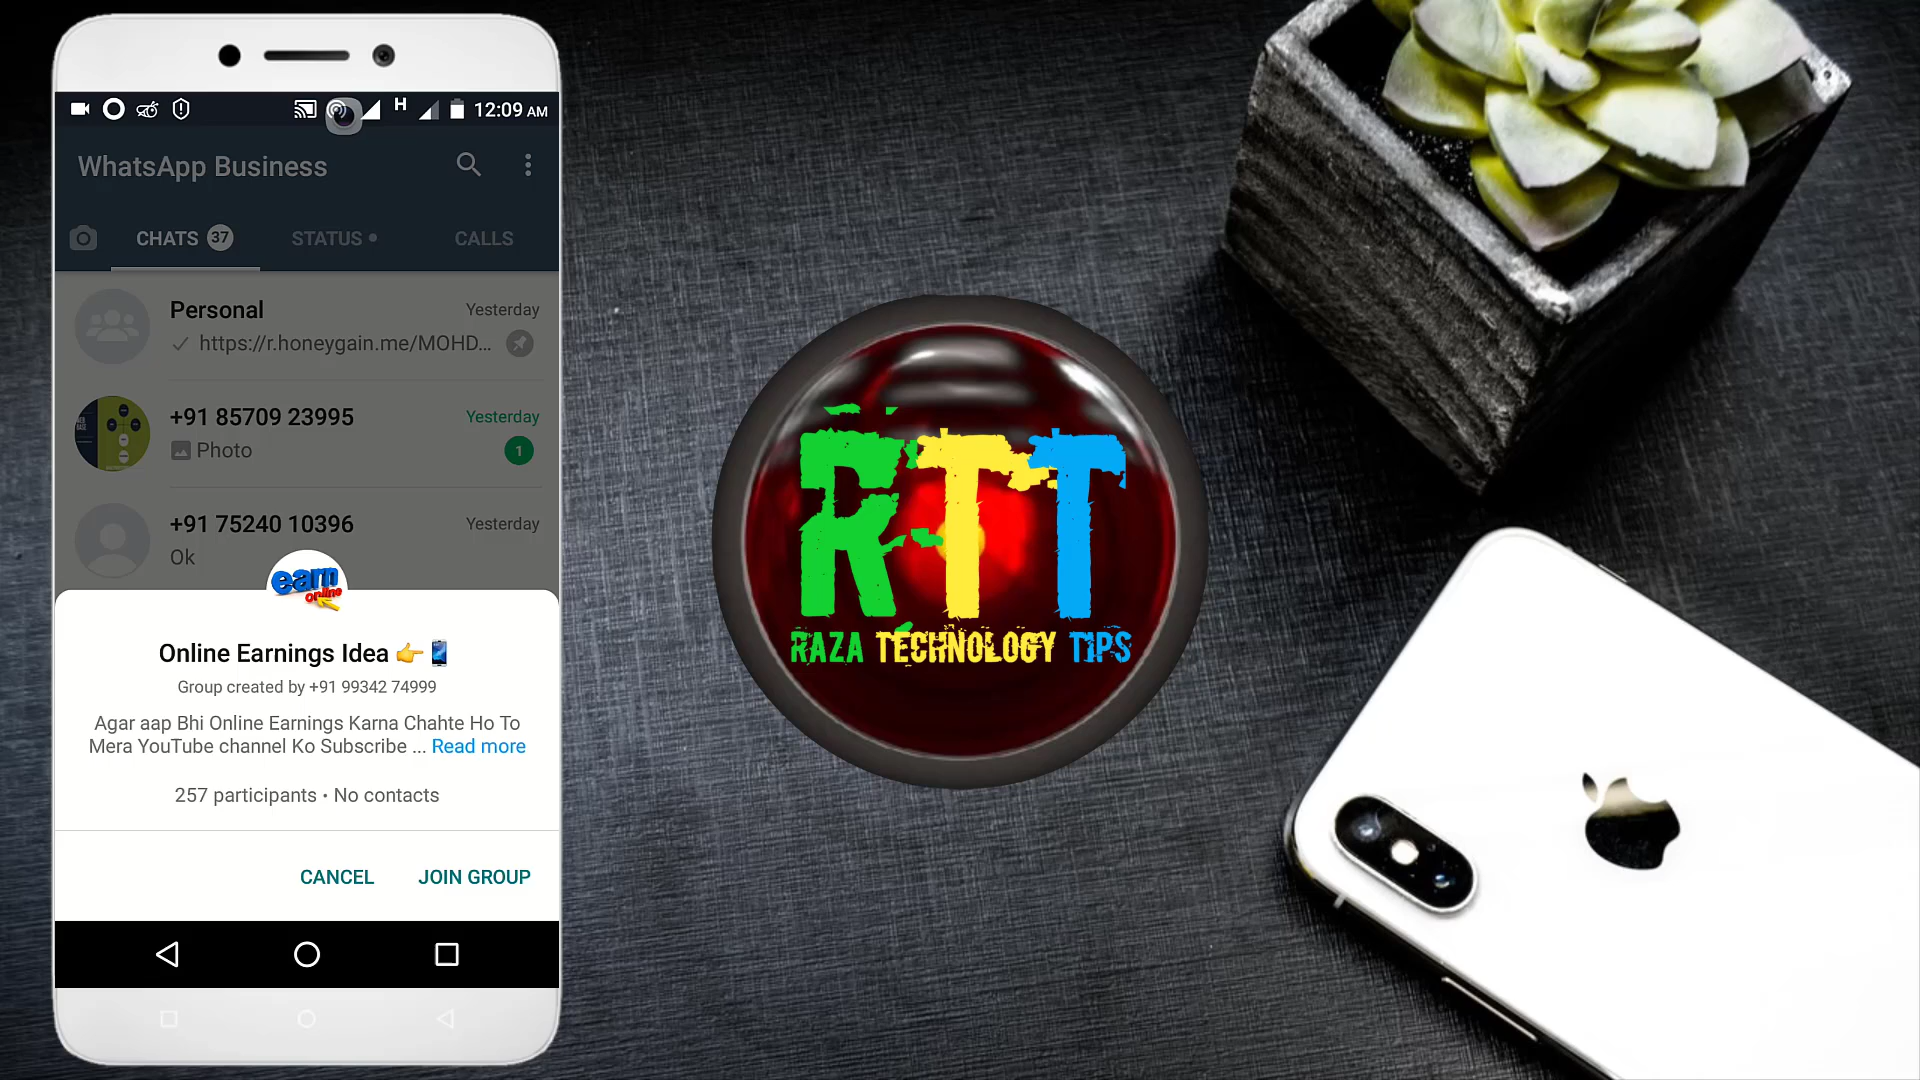 H
12:09 AM
WhatsApp Business
CHATS 37
STATUS •
CALLS
Personal
Yesterday
https://r.honeygain.me/MOHD...
+91 85709 23995
Yesterday
Photo
1
+91 75240 10396
Yesterday
Ok
earn
online
Online Earnings Idea 👉📱
Group created by +91 99342 74999
Agar aap Bhi Online Earnings Karna Chahte Ho To
Mera YouTube channel Ko Subscribe ... Read more
257 participants • No contacts
CANCEL
JOIN GROUP
RTT
RAZA TECHNOLOGY TIPS